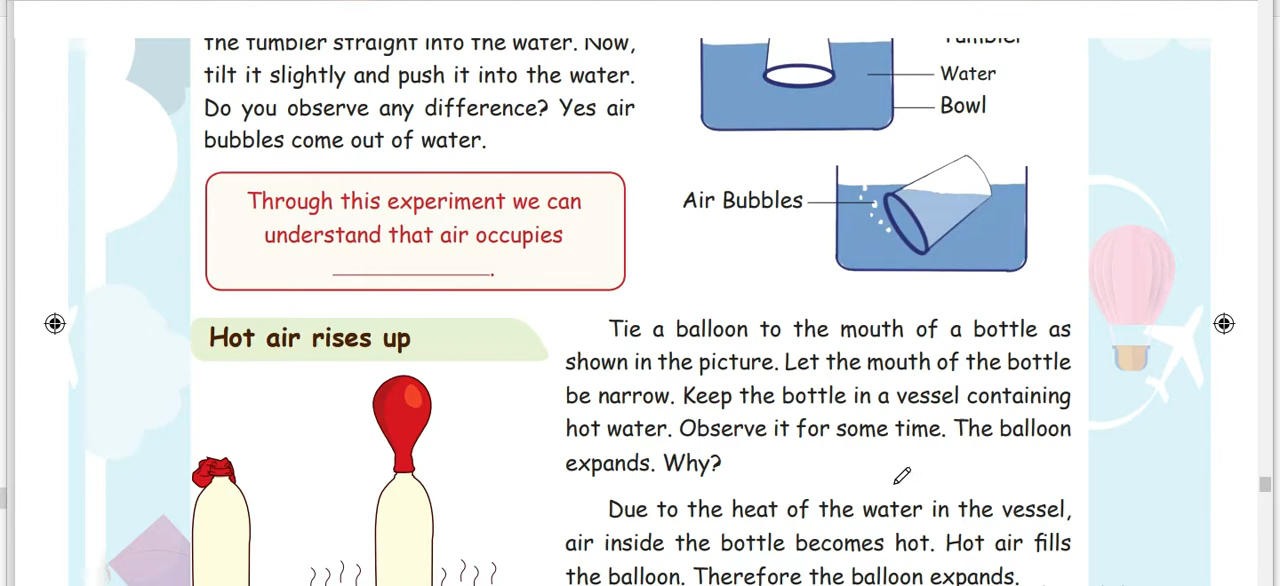 the tumbler straight into the water. Now,
tilt it slightly and push it into the water.
Do you observe any difference? Yes air
bubbles come out of water.
Tumbler
Water
Bowl
Through this experiment we can
understand that air occupies
____________.
Air Bubbles
Hot air rises up
Tie a balloon to the mouth of a bottle as
shown in the picture. Let the mouth of the bottle
be narrow. Keep the bottle in a vessel containing
hot water. Observe it for some time. The balloon
expands. Why?
Due to the heat of the water in the vessel,
air inside the bottle becomes hot. Hot air fills
the balloon. Therefore the balloon expands.